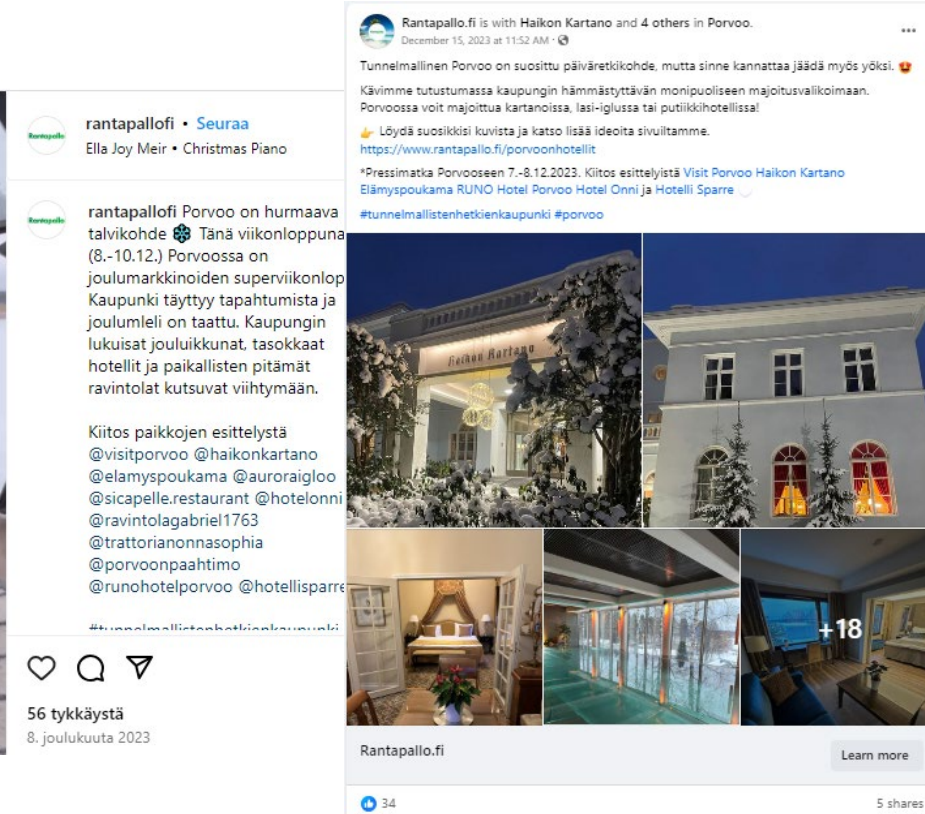 Rantapallo
rantapallofi • Seuraa
Ella Joy Meir • Christmas Piano
Rantapallo
rantapallofi Porvoo on hurmaava
talvikohde Tänä viikonloppuna
(8.-10.12.) Porvoossa on
joulumarkkinoiden superviikonlop
Kaupunki täyttyy tapahtumista ja
joulumleli on taattu. Kaupungin
lukuisat jouluikkunat, tasokkaat
hotellit ja paikallisten pitämät
ravintolat kutsuvat viihtymään.
Kiitos paikkojen esittelystä
@visitporvoo @haikonkartano
@elamyspoukama @auroraigloo
@sicapelle.restaurant @hotelonni
@ravintolagabriel1763
@trattorianonnasophia
@porvoonpaahtimo
@runohotelporvoo @hotellisparre
#tunnelmallistenhetkienkaupunki
56 tykkäystä
8. joulukuuta 2023
Rantapallo.fi is with Haikon Kartano and 4 others in Porvoo.
December 15, 2023 at 11:52 AM ·
Tunnelmallinen Porvoo on suosittu päiväretkikohde, mutta sinne kannattaa jäädä myös yöksi.
Kävimme tutustumassa kaupungin hämmästyttävän monipuoliseen majoitusvalikoimaan.
Porvoossa voit majoittua kartanoissa, lasi-iglussa tai putiikkihotellissa!
Löydä suosikkisi kuvista ja katso lisää ideoita sivuiltamme.
https://www.rantapallo.fi/porvoonhotellit
*Pressimatka Porvooseen 7.-8.12.2023. Kiitos esittelyistä Visit Porvoo Haikon Kartano
Elämyspoukama RUNO Hotel Porvoo Hotel Onni ja Hotelli Sparre
#tunnelmallistenhetkienkaupunki #porvoo
Haikon Kartano
+18
Rantapallo.fi
Learn more
34
5 shares